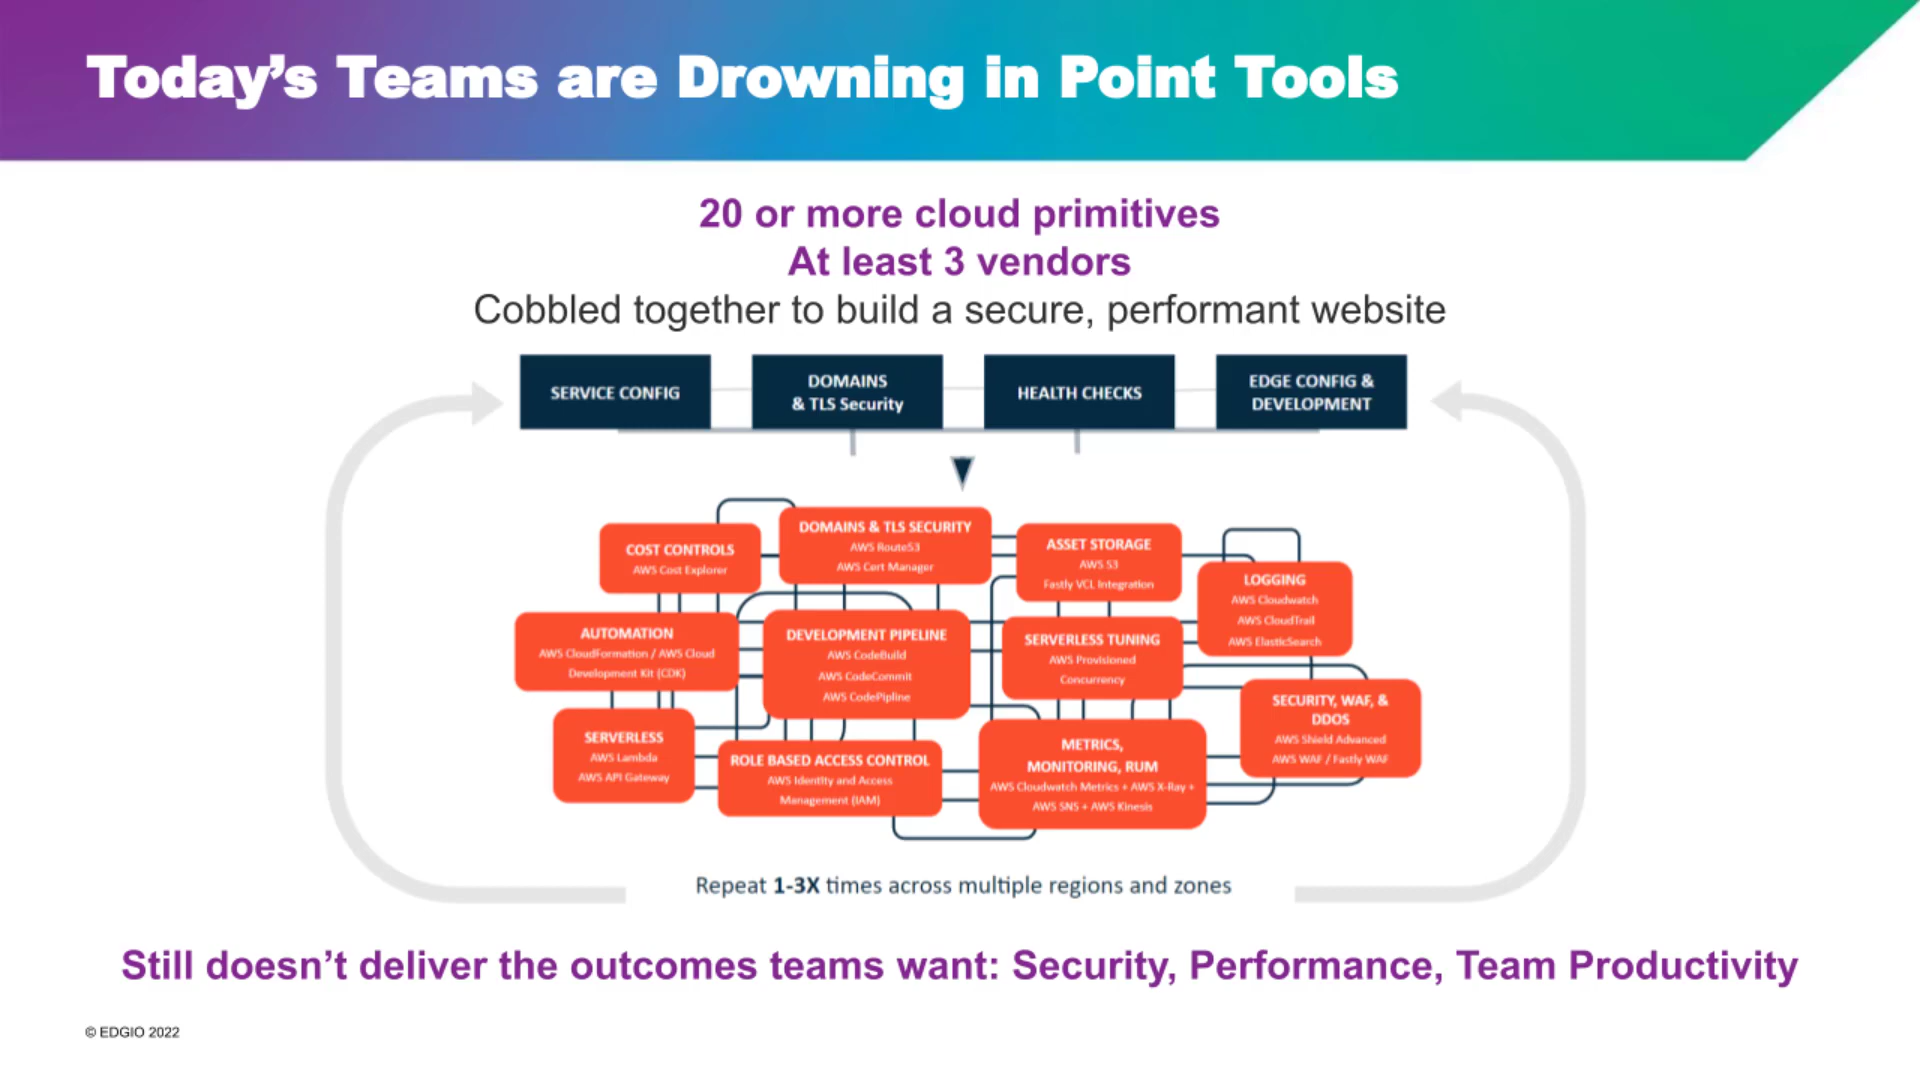 Today’s Teams are Drowning in Point Tools
20 or more cloud primitives
At least 3 vendors
Cobbled together to build a secure, performant website
SERVICE CONFIG
DOMAINS
& TLS Security
HEALTH CHECKS
EDGE CONFIG &
DEVELOPMENT
COST CONTROLS
AWS Cost Explorer
DOMAINS & TLS SECURITY
AWS Route53
AWS Cert Manager
ASSET STORAGE
AWS S3
Fastly VCL Integration
LOGGING
AWS Cloudwatch
AWS CloudTrail
AWS ElasticSearch
AUTOMATION
AWS CloudFormation / AWS Cloud
Development Kit (CDK)
DEVELOPMENT PIPELINE
AWS CodeBuild
AWS CodeCommit
AWS CodePipline
SERVERLESS TUNING
AWS Provisioned
Concurrency
SECURITY, WAF, &
DDOS
AWS Shield Advanced
AWS WAF / Fastly WAF
SERVERLESS
AWS Lambda
AWS API Gateway
ROLE BASED ACCESS CONTROL
AWS Identity and Access
Management (IAM)
METRICS,
MONITORING, RUM
AWS Cloudwatch Metrics + AWS X-Ray +
AWS SNS + AWS Kinesis
Repeat 1-3X times across multiple regions and zones
Still doesn’t deliver the outcomes teams want: Security, Performance, Team Productivity
© EDGIO 2022